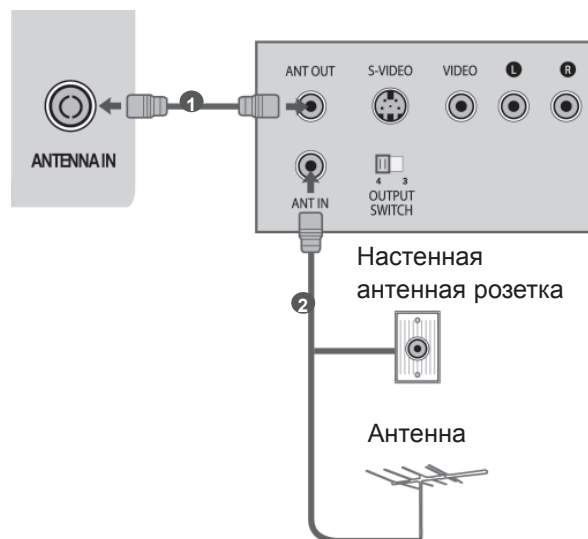 ANT OUT S-VIDEO VIDEO L R
1
ANTENNA IN
ANT IN
4 3
OUTPUT
SWITCH
Настенная
антенная розетка
2
Антенна